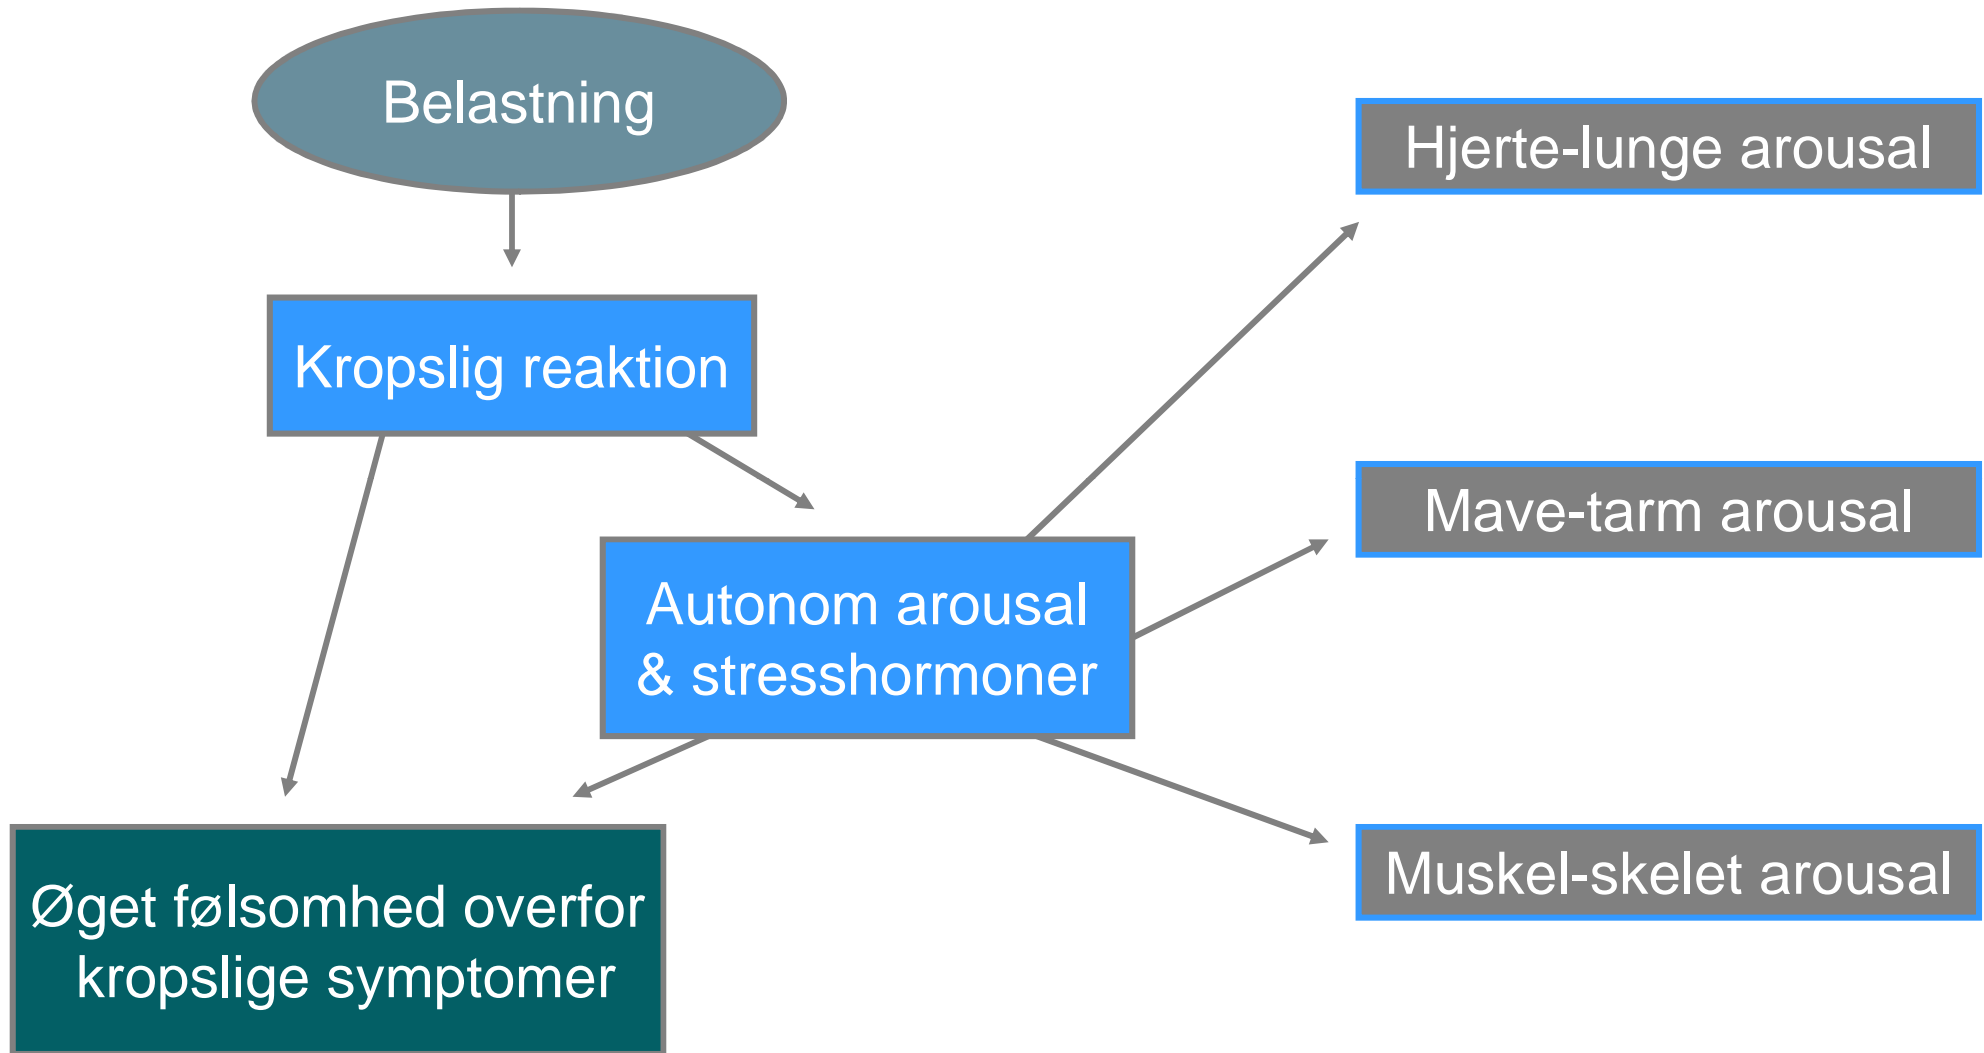 Belastning
Hjerte-lunge arousal
Kropslig reaktion
Mave-tarm arousal
Autonom arousal
& stresshormoner
Muskel-skelet arousal
Øget følsomhed overfor
kropslige symptomer